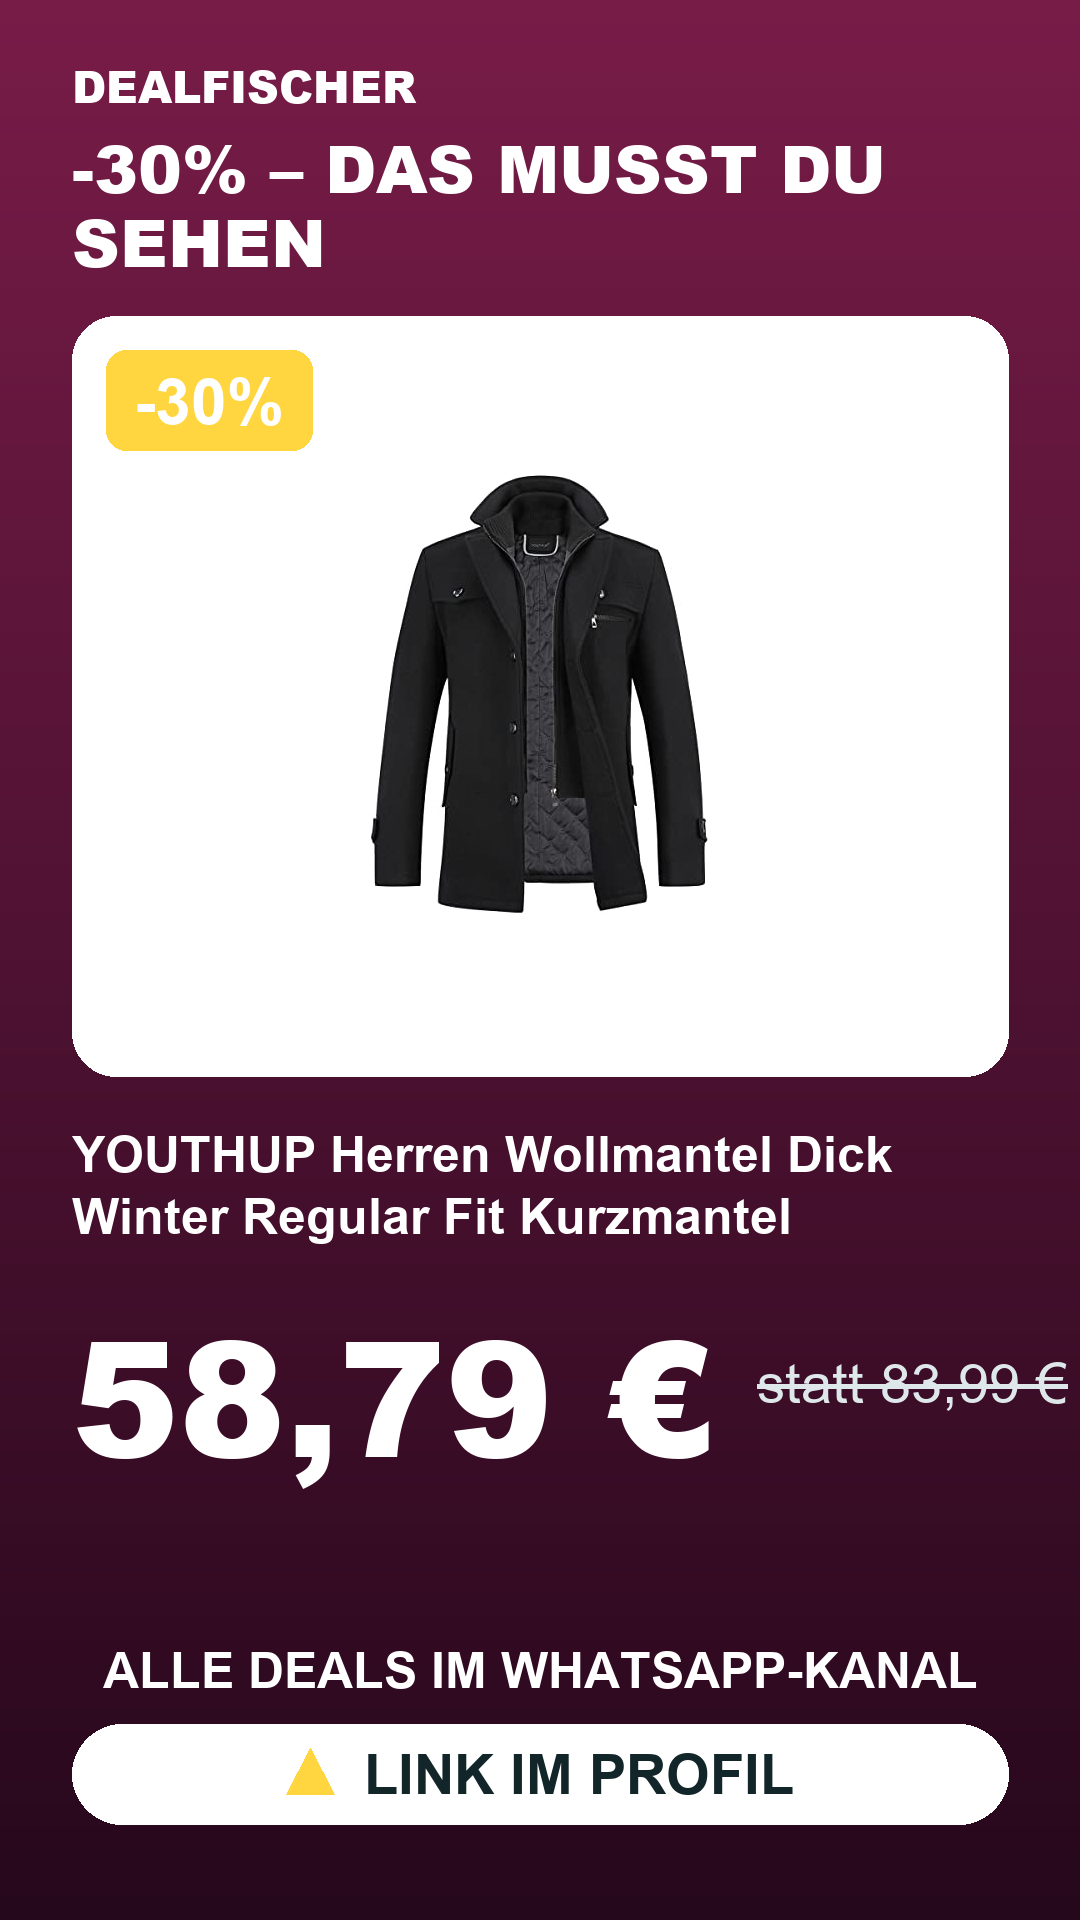 DEALFISCHER
-30% – DAS MUSST DU
SEHEN
-30%
YOUTHUP Herren Wollmantel Dick
Winter Regular Fit Kurzmantel
58,79 € statt 83,99 €
ALLE DEALS IM WHATSAPP-KANAL
LINK IM PROFIL